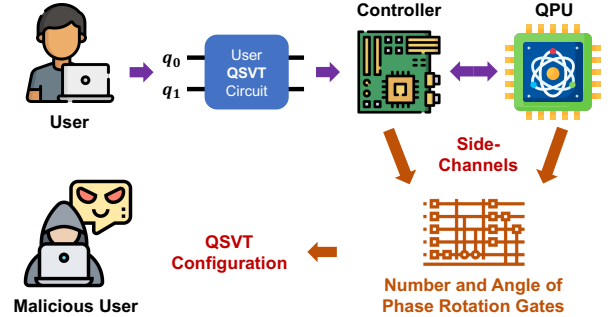 Controller
QPU
q0
q1
User
QSVT
Circuit
User
Side-
Channels
QSVT
Configuration
Malicious User
Number and Angle of
Phase Rotation Gates